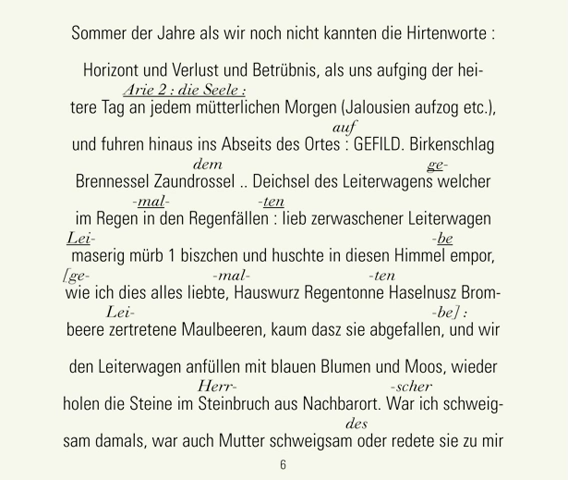 Sommer der Jahre als wir noch nicht kannten die Hirtenworte :
Horizont und Verlust und Betrübnis, als uns aufging der hei-
Arie 2 : die Seele :
tere Tag an jedem mütterlichen Morgen (Jalousien aufzog etc.),
auf
und fuhren hinaus ins Abseits des Ortes : GEFILD. Birkenschlag
dem ge-
Brennessel Zaundrossel .. Deichsel des Leiterwagens welcher
-mal- -ten
im Regen in den Regenfällen : lieb zerwaschener Leiterwagen
Lei- -be
maserig mürb 1 biszchen und huschte in diesen Himmel empor,
[ge- -mal- -ten
wie ich dies alles liebte, Hauswurz Regentonne Haselnusz Brom-
Lei- -be] :
beere zertretene Maulbeeren, kaum dasz sie abgefallen, und wir
den Leiterwagen anfüllen mit blauen Blumen und Moos, wieder
Herr- -scher
holen die Steine im Steinbruch aus Nachbarort. War ich schweig-
des
sam damals, war auch Mutter schweigsam oder redete sie zu mir
6